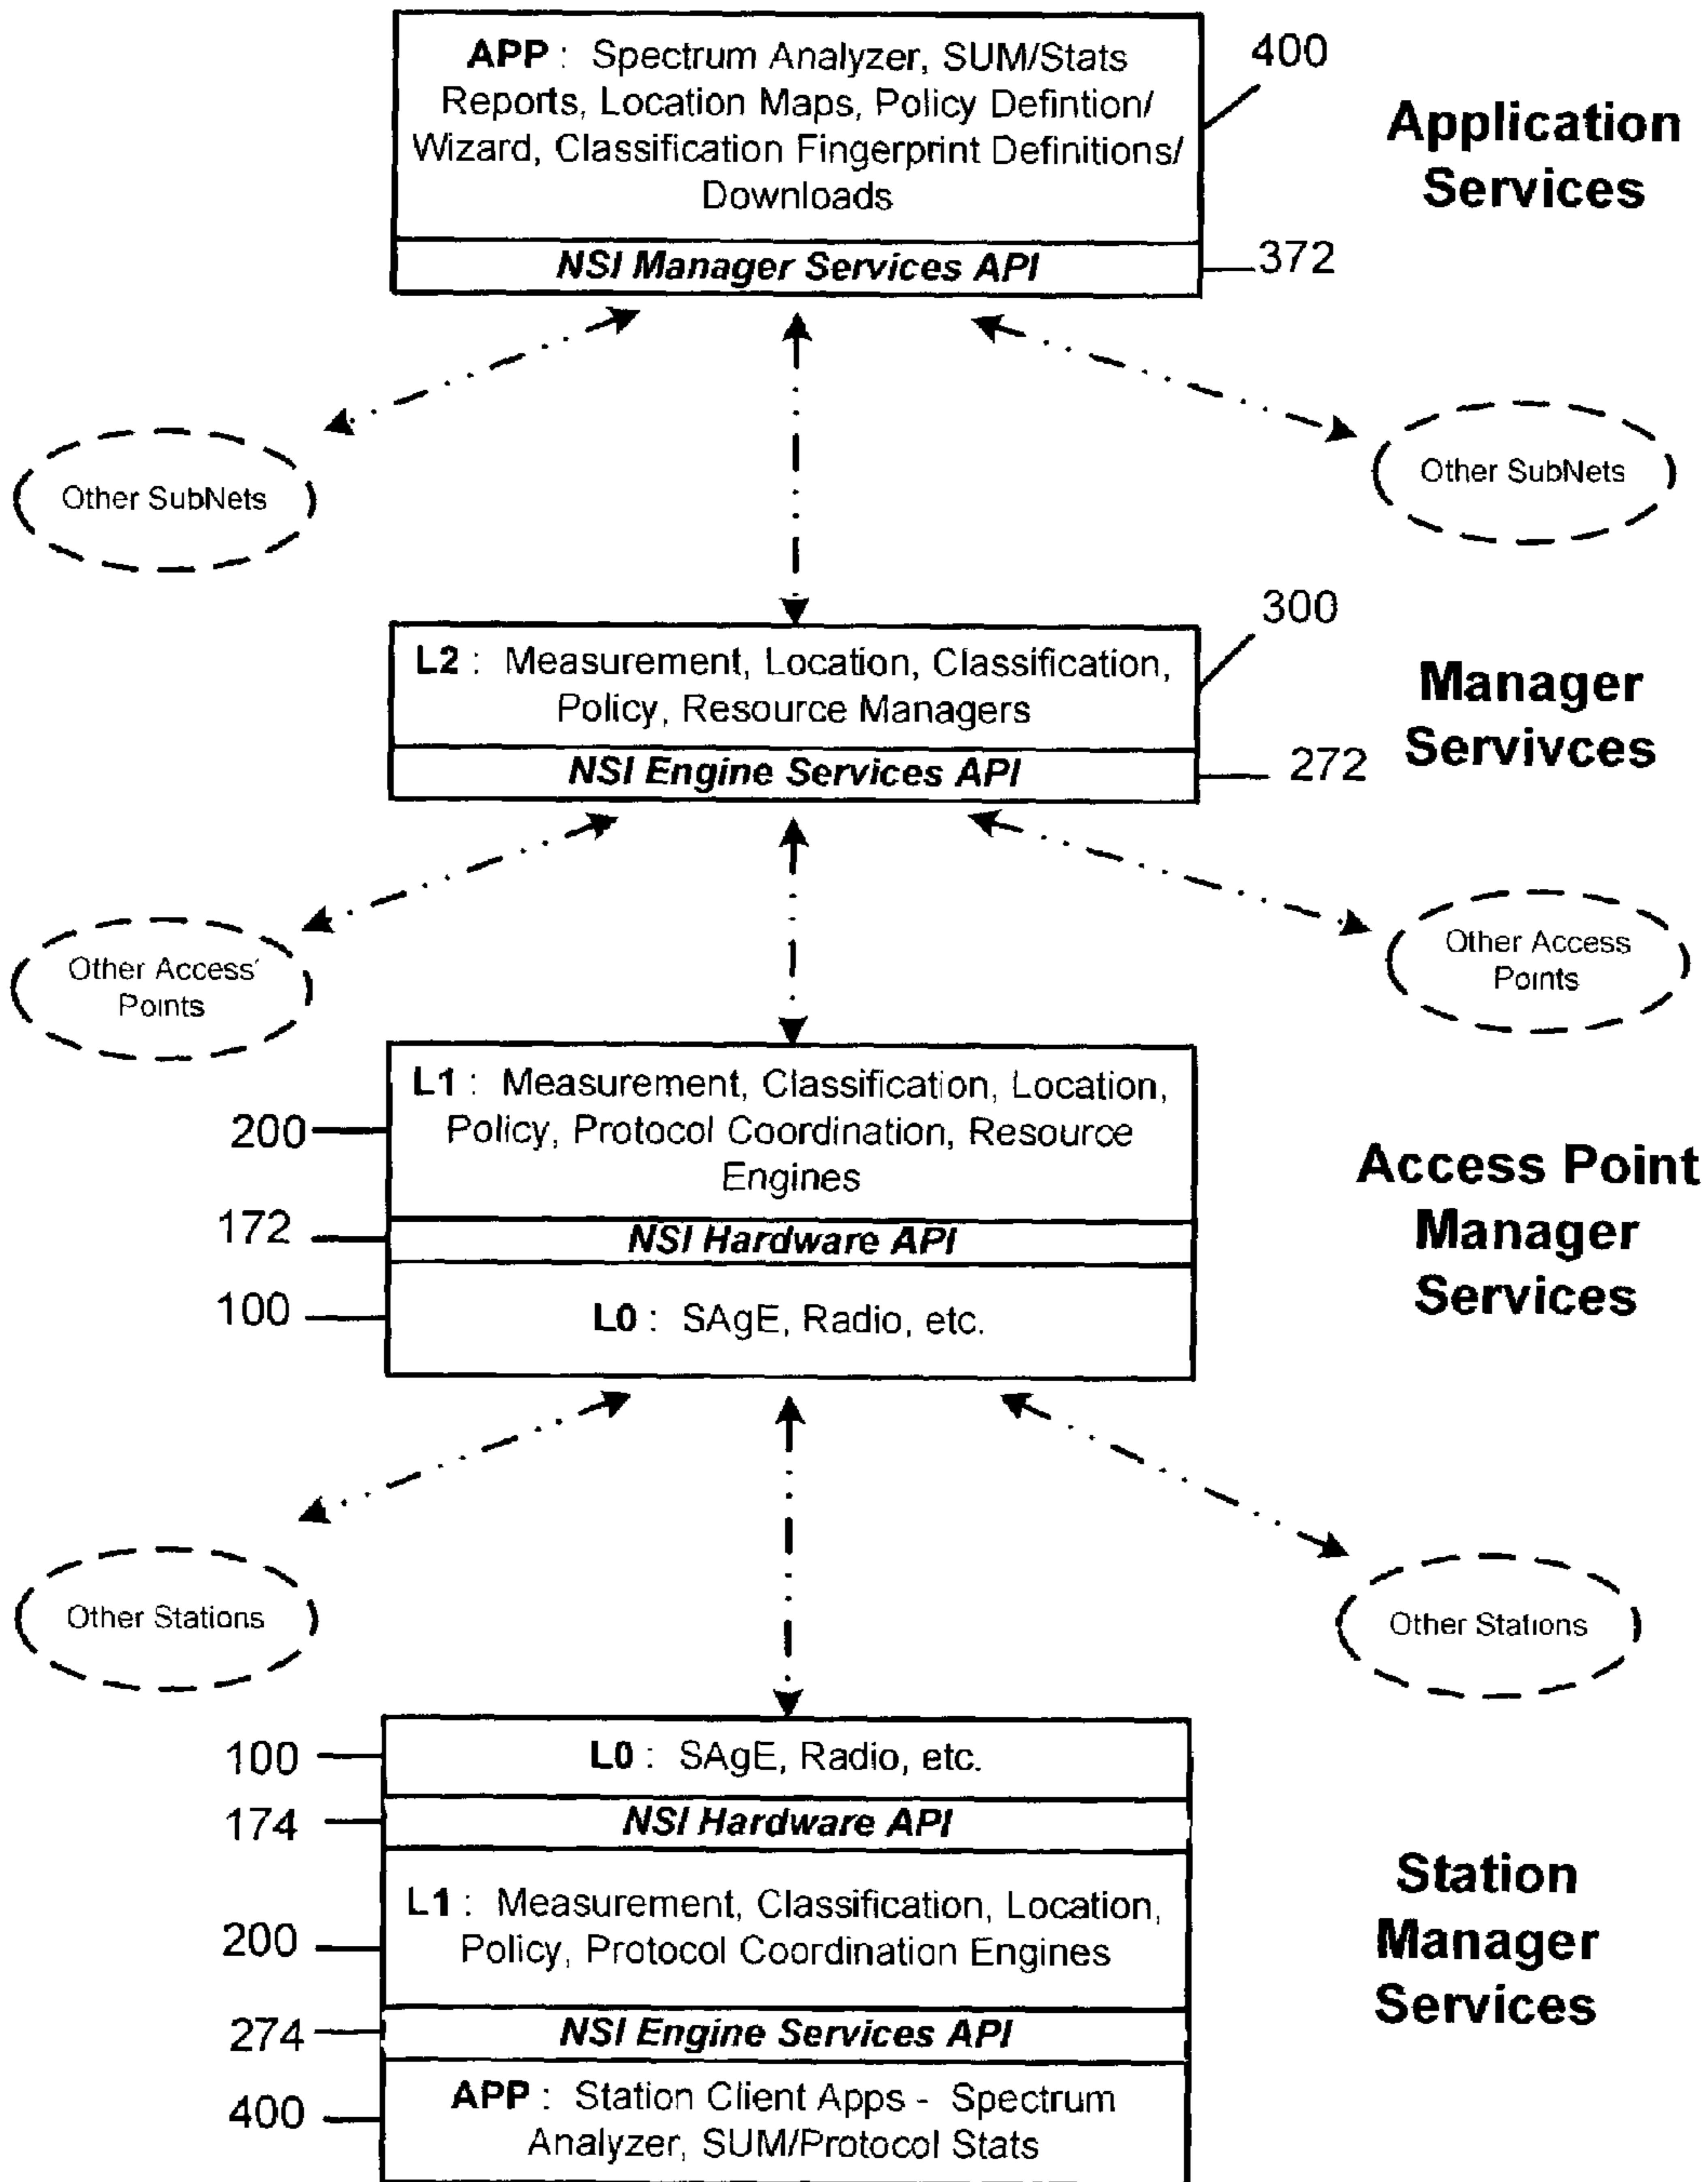 APP : Spectrum Analyzer, SUM/Stats
Reports, Location Maps, Policy Defintion/
Wizard, Classification Fingerprint Definitions/
Downloads
NSI Manager Services API
400
372
Application
Services
Other SubNets
Other SubNets
L2 : Measurement, Location, Classification,
Policy, Resource Managers
NSI Engine Services API
300
272
Manager
Servivces
Other Access
Points
Other Access
Points
L1 : Measurement, Classification, Location,
Policy, Protocol Coordination, Resource
Engines
NSI Hardware API
L0 : SAgE, Radio, etc.
200
172
100
Access Point
Manager
Services
Other Stations
Other Stations
100
L0 : SAgE, Radio, etc.
174
NSI Hardware API
200
L1 : Measurement, Classification, Location,
Policy, Protocol Coordination Engines
274
NSI Engine Services API
400
APP : Station Client Apps - Spectrum
Analyzer, SUM/Protocol Stats
Station
Manager
Services